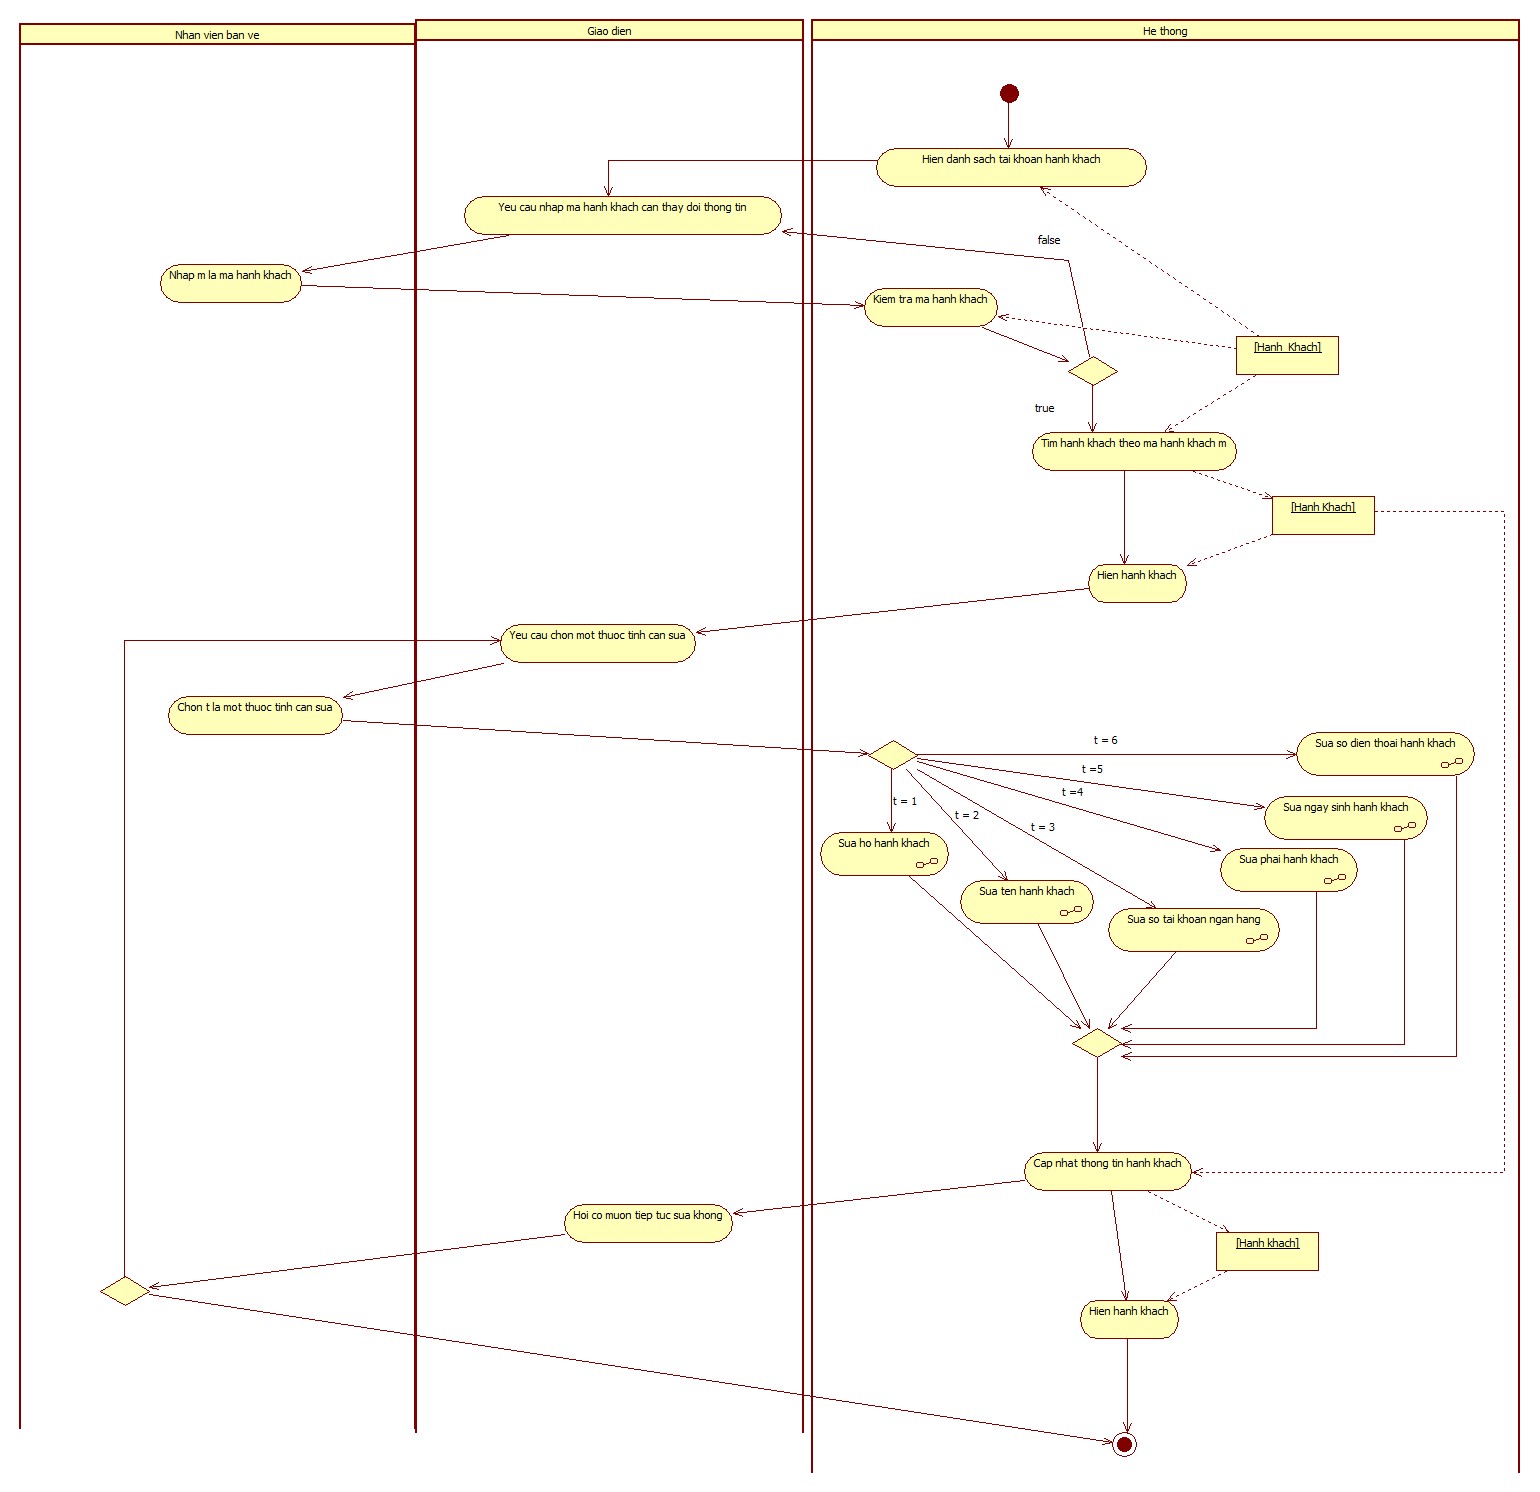 Nhan vien ban ve
Giao dien
He thong
Hien danh sach tai khoan hanh khach
Yeu cau nhap ma hanh khach can thay doi thong tin
false
Nhap m la ma hanh khach
Kiem tra ma hanh khach
[Hanh_Khach]
true
Tim hanh khach theo ma hanh khach m
[Hanh Khach]
Hien hanh khach
Yeu cau chon mot thuoc tinh can sua
Chon t la mot thuoc tinh can sua
t = 6
Sua so dien thoai hanh khach
t =5
t =4
t = 1
Sua ngay sinh hanh khach
t = 2
t = 3
Sua ho hanh khach
Sua phai hanh khach
Sua ten hanh khach
Sua so tai khoan ngan hang
Cap nhat thong tin hanh khach
Hoi co muon tiep tuc sua khong
[Hanh khach]
Hien hanh khach